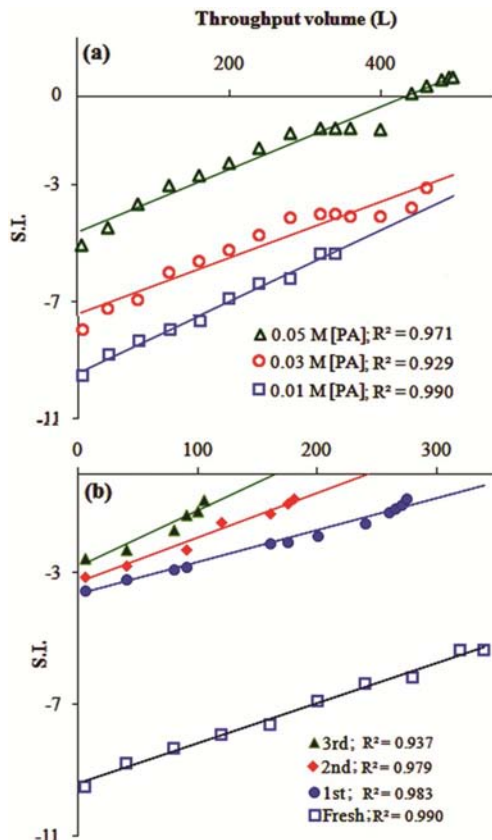 Throughput volume (L)
(a)
200
400
0
-3
S.I.
-7
0.05 M [PA]; R² = 0.971
0.03 M [PA]; R² = 0.929
0.01 M [PA]; R² = 0.990
-11
0
100
200
300
(b)
-3
S.I.
-7
3rd; R² = 0.937
2nd; R² = 0.979
1st; R² = 0.983
Fresh; R² = 0.990
-11